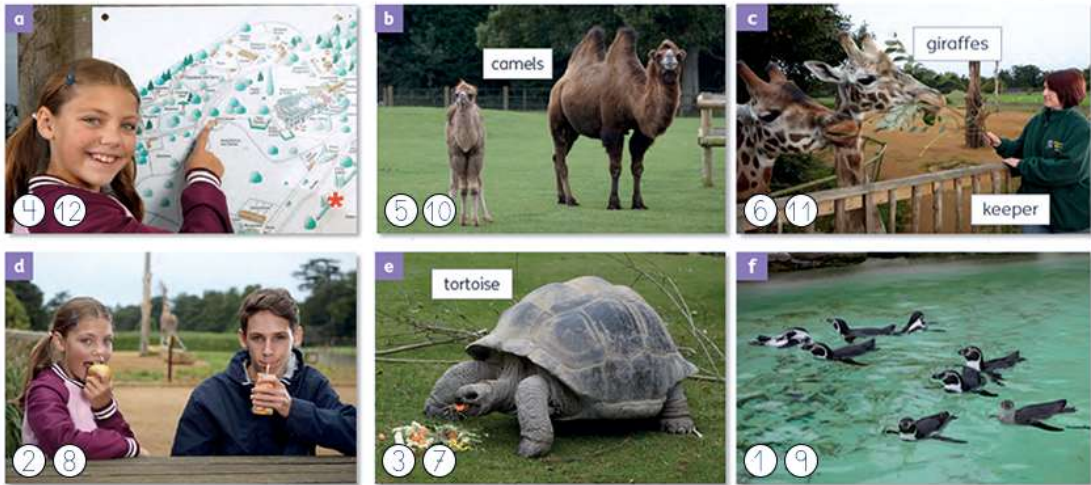 a
b
c
camels
giraffes
keeper
4 12
5 10
6 11
d
e
f
tortoise
2 8
3 7
1 9